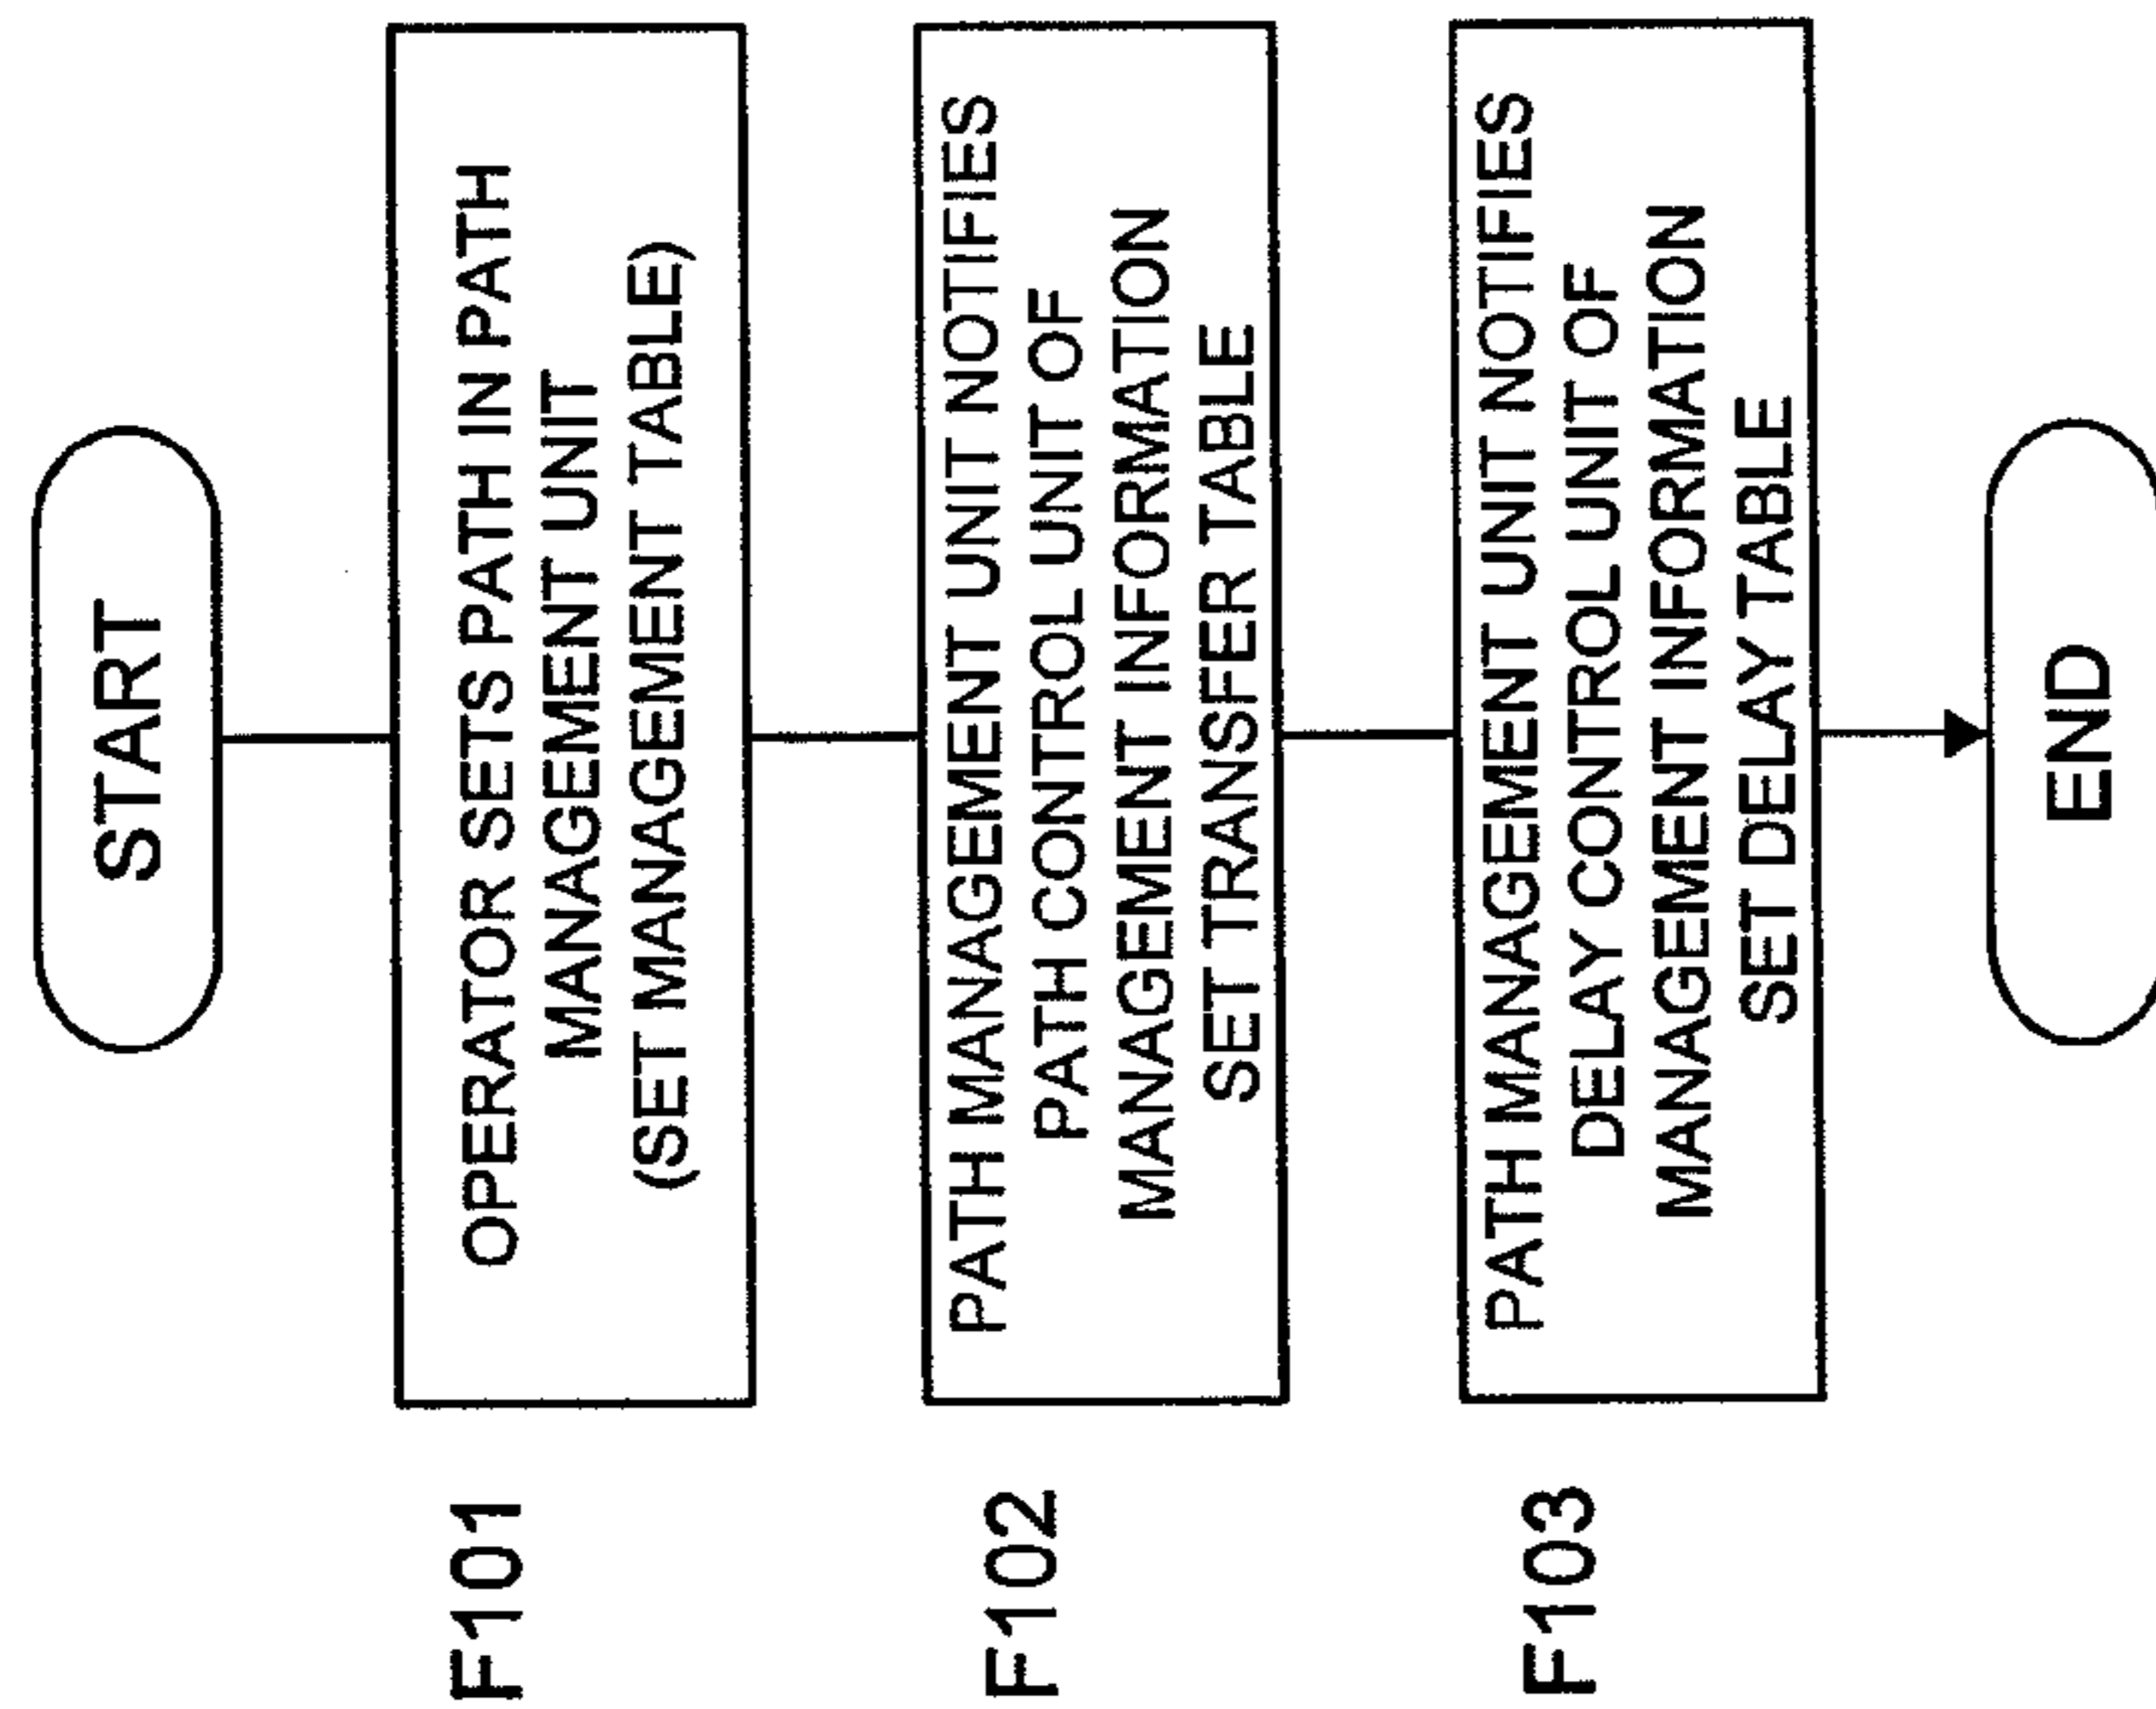 START
F101
OPERATOR SETS PATH IN PATH
MANAGEMENT UNIT
(SET MANAGEMENT TABLE)
F102
PATH MANAGEMENT UNIT NOTIFIES
PATH CONTROL UNIT OF
MANAGEMENT INFORMATION
SET TRANSFER TABLE
F103
PATH MANAGEMENT UNIT NOTIFIES
DELAY CONTROL UNIT OF
MANAGEMENT INFORMATION
SET DELAY TABLE
END